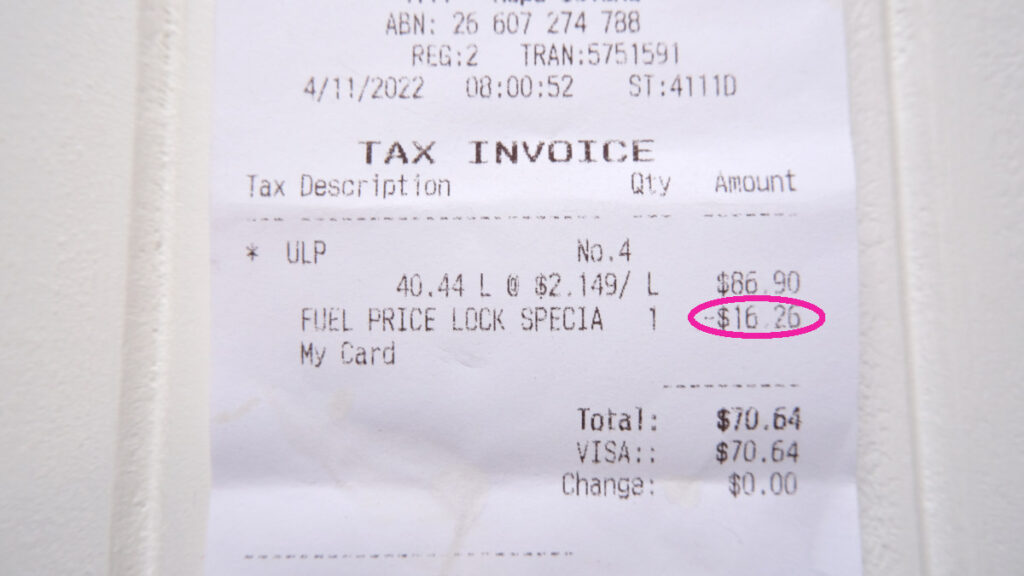 ABN: 26 607 274 788
REG:2 TRAN:5751591
4/11/2022 08:00:52 ST:4111D
TAX INVOICE
Tax Description Qty Amount
* ULP No.4
40.44 L @ $2.149/ L $86.90
FUEL PRICE LOCK SPECIA 1 -$16.26
My Card
Total: $70.64
VISA:: $70.64
Change: $0.00